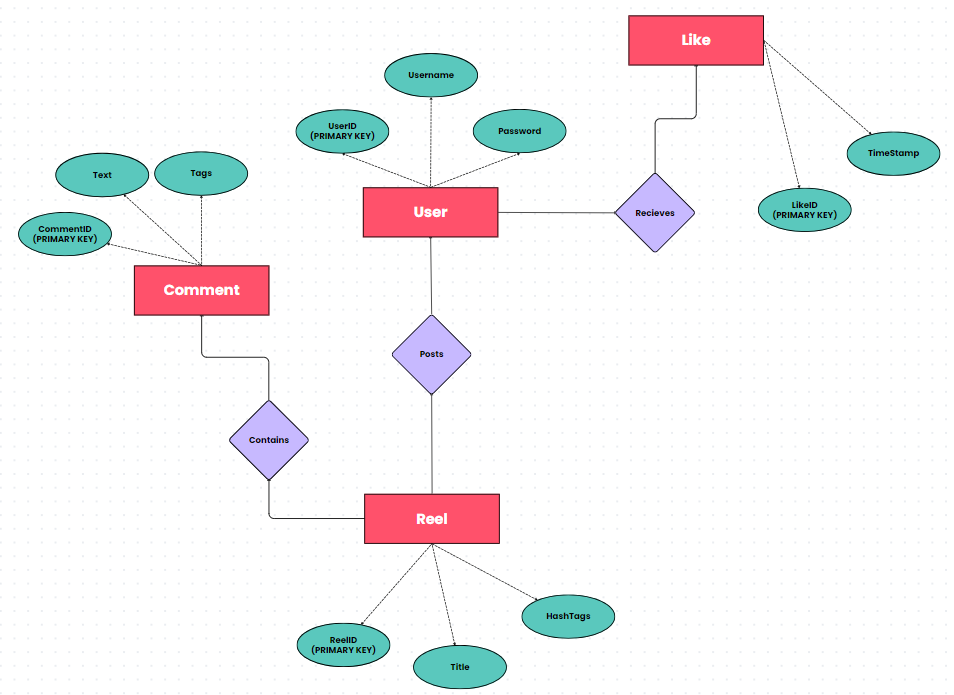 Like
Username
UserID
(PRIMARY KEY)
Password
TimeStamp
Text
Tags
LikeID
(PRIMARY KEY)
User
Recieves
CommentID
(PRIMARY KEY)
Comment
Posts
Contains
Reel
HashTags
ReelID
(PRIMARY KEY)
Title